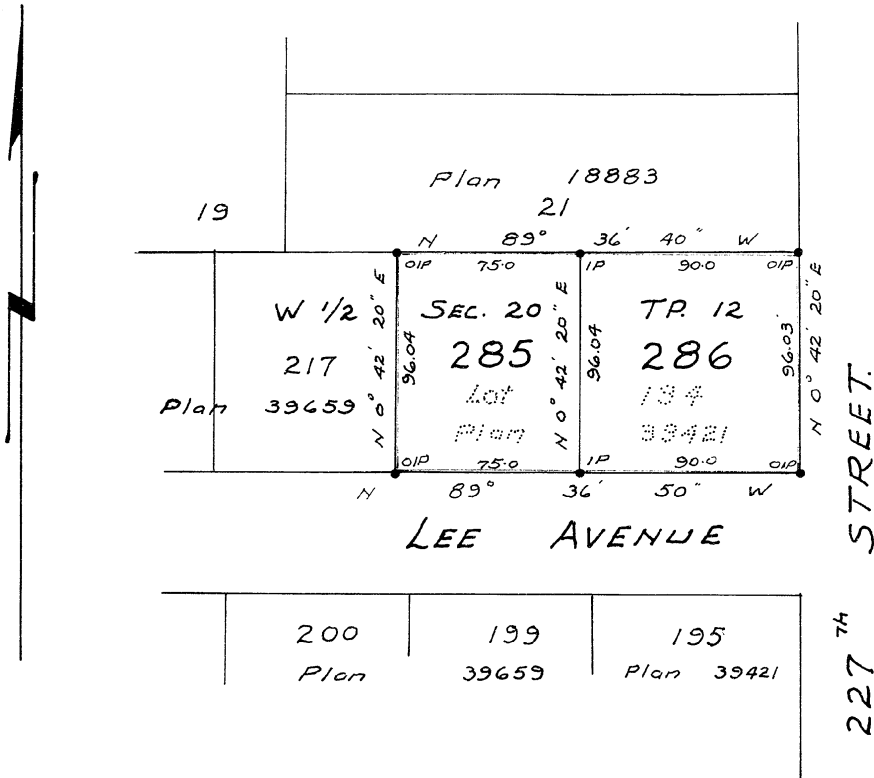 Plan 18883
19
21
N 89° 36' 40" W
OIP 75.0 IP 90.0 OIP
W 1/2 SEC. 20 TP. 12
217 285 286
Plan 39659
N 0° 42' 20" E
96.04
N 0° 42' 20" E
96.04
96.03'
N 0° 42' 20" E
Lot 194
Plan 39421
OIP 75.0 IP 90.0 OIP
N 89° 36' 50" W
LEE AVENUE
227TH STREET.
200 199 195
Plan 39659 Plan 39421